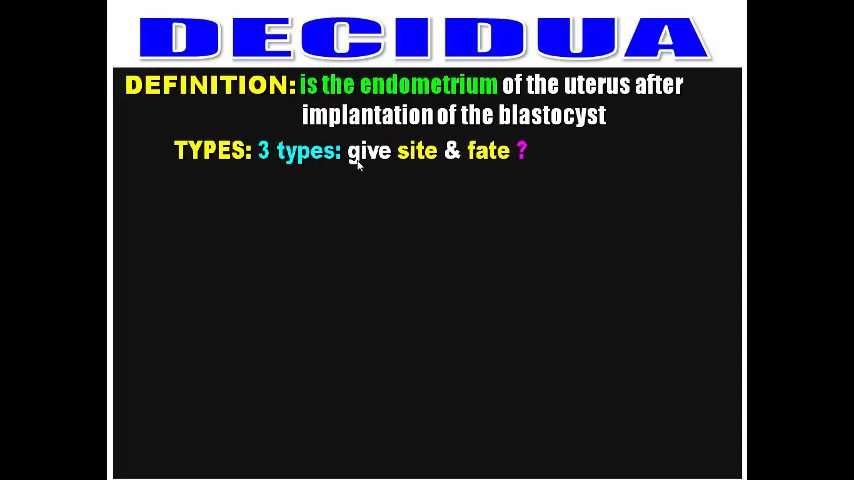 DECIDUA
DEFINITION: is the endometrium of the uterus after
implantation of the blastocyst
TYPES: 3 types: give site & fate ?